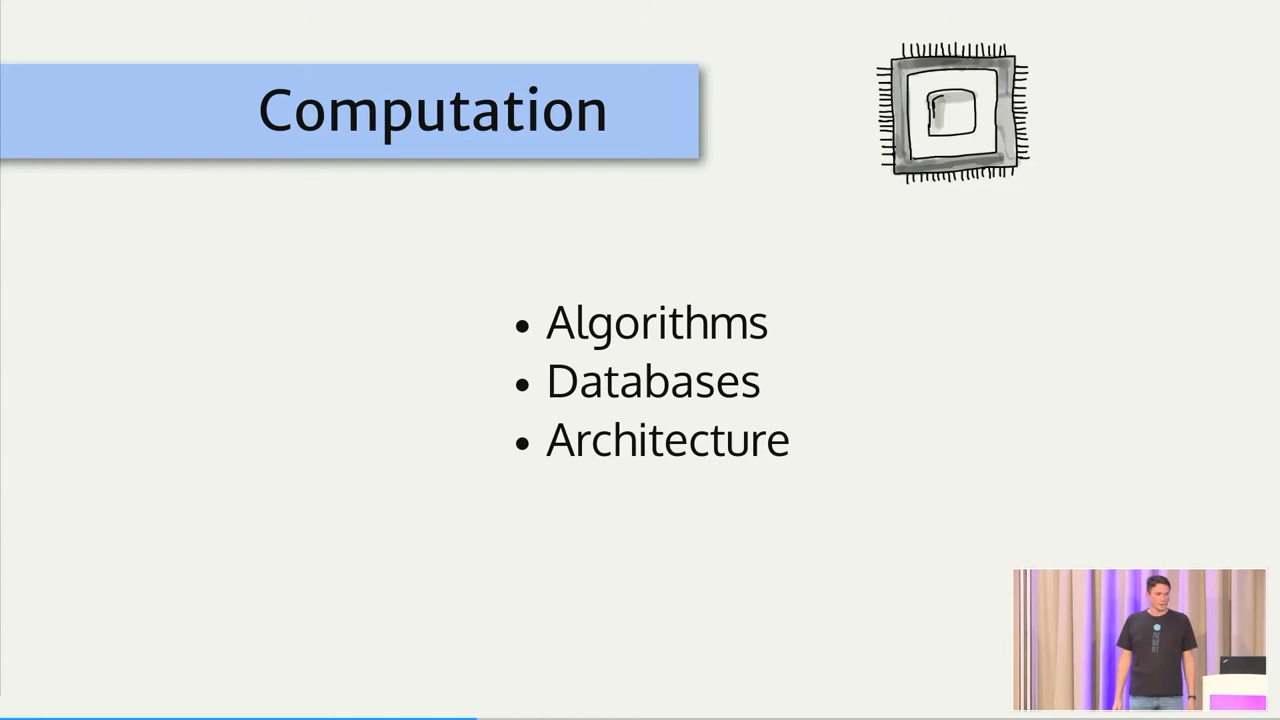 Computation
• Algorithms
• Databases
• Architecture